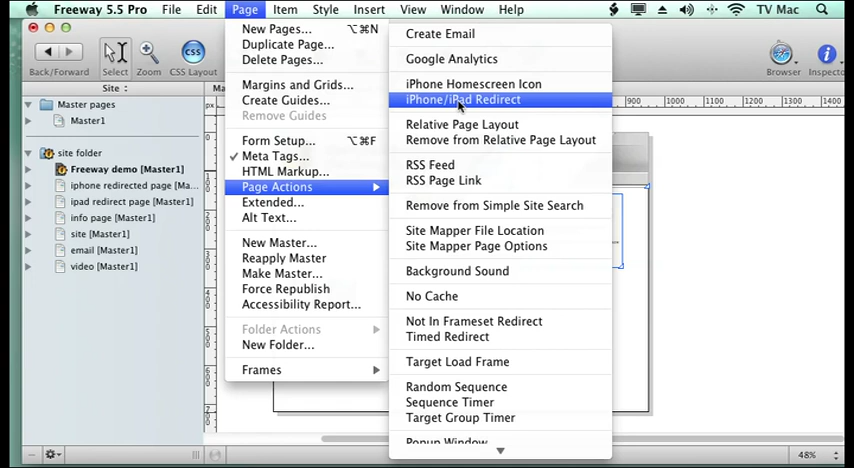 Freeway 5.5 Pro File Edit Page Item Style Insert View Window Help TV Mac
Back/Forward Select Zoom CSS Layout Browser Inspecto
CSS
Site
Master pages
Master1
site folder
Freeway demo [Master1]
iphone redirected page [Ma...
ipad redirect page [Master1]
info page [Master1]
site [Master1]
email [Master1]
video [Master1]
New Pages... ⌥⌘N
Duplicate Page...
Delete Pages...
Margins and Grids...
Create Guides...
Remove Guides
Form Setup... ⌥⌘F
✓ Meta Tags...
HTML Markup...
Page Actions
Extended...
Alt Text...
New Master...
Reapply Master
Make Master...
Force Republish
Accessibility Report...
Folder Actions
New Folder...
Frames
Create Email
Google Analytics
iPhone Homescreen Icon
iPhone/iPad Redirect
Relative Page Layout
Remove from Relative Page Layout
RSS Feed
RSS Page Link
Remove from Simple Site Search
Site Mapper File Location
Site Mapper Page Options
Background Sound
No Cache
Not In Frameset Redirect
Timed Redirect
Target Load Frame
Random Sequence
Sequence Timer
Target Group Timer
Popup Window
px
900 1000 1100 1200 1300 1400
48%